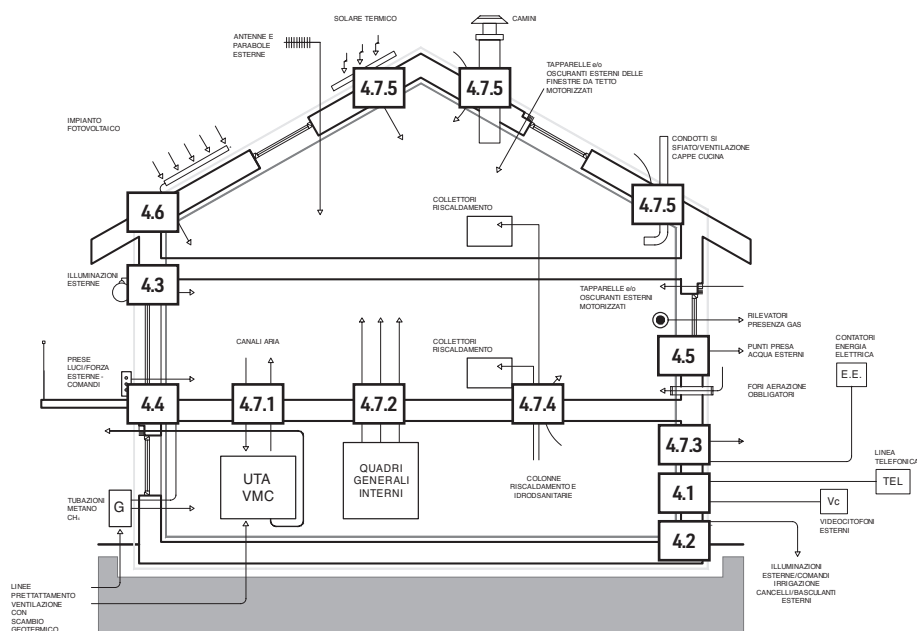 SOLARE TERMICO
CAMINI
ANTENNE E
PARABOLE
ESTERNE
TAPPARELLE e/o
OSCURANTI ESTERNI DELLE
FINESTRE DA TETTO
MOTORIZZATI
4.7.5
4.7.5
IMPIANTO
FOTOVOLTAICO
CONDOTTI SI
SFIATO/VENTILAZIONE
CAPPE CUCINA
4.6
COLLETTORI
RISCALDAMENTO
4.7.5
ILLUMINAZIONI
ESTERNE
4.3
TAPPARELLE e/o
OSCURANTI ESTERNI
MOTORIZZATI
RILEVATORI
PRESENZA GAS
CONTATORI
ENERGIA
ELETTRICA
CANALI ARIA
COLLETTORI
RISCALDAMENTO
4.5
PUNTI PRESA
ACQUA ESTERNI
PRESE
LUCI/FORZA
ESTERNE -
COMANDI
E.E.
FORI AERAZIONE
OBBLIGATORI
4.4
4.7.1
4.7.2
4.7.4
4.7.3
LINEA
TELEFONICA
UTA
VMC
QUADRI
GENERALI
INTERNI
COLONNE
RISCALDAMENTO E
IDRODSANITARIE
4.1
TEL
TUBAZIONI
METANO
CH₄
G
Vc
VIDEOCITOFONI
ESTERNI
4.2
ILLUMINAZIONI
ESTERNE/COMANDI
IRRIGAZIONE
CANCELLI/BASCULANTI
ESTERNI
LINEE
PRETTATTAMENTO
VENTILAZIONE
CON
SCAMBIO
GEOTERMICO